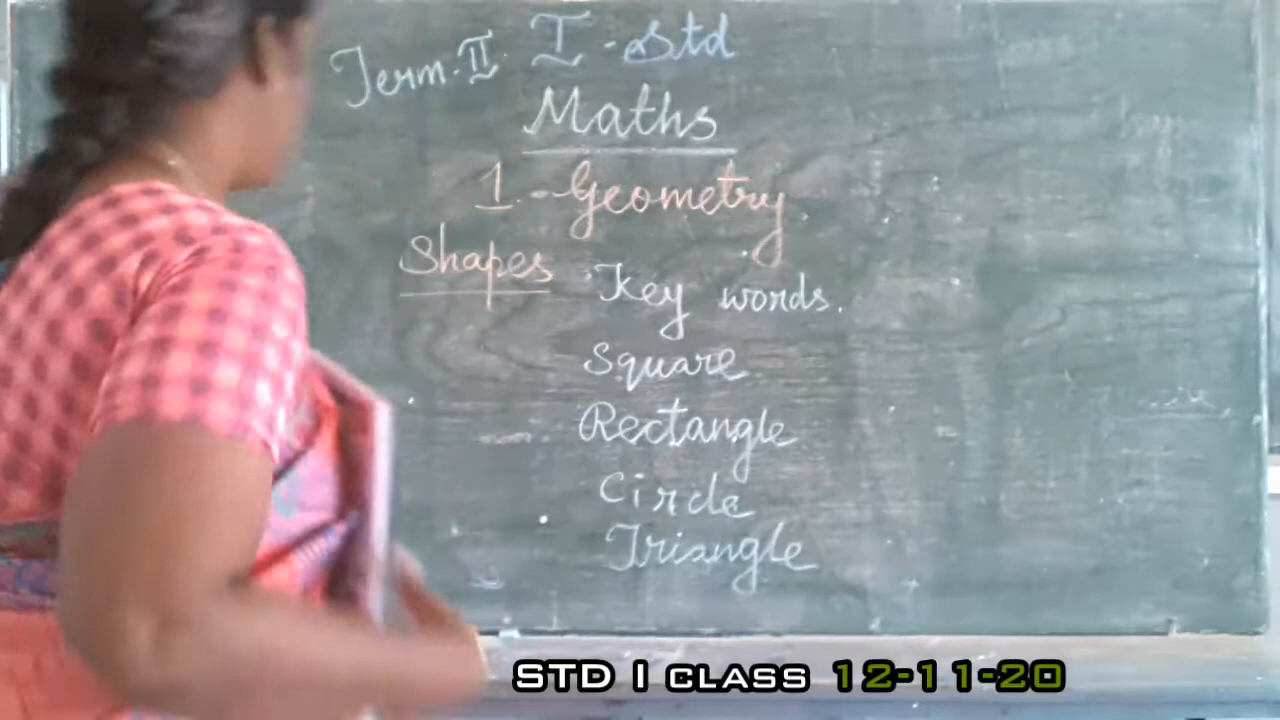 Term.II. I - Std
Maths
1.-Geometry.
Shapes
Key words.
Square
Rectangle
Circle
Triangle
STD I CLASS 12-11-20